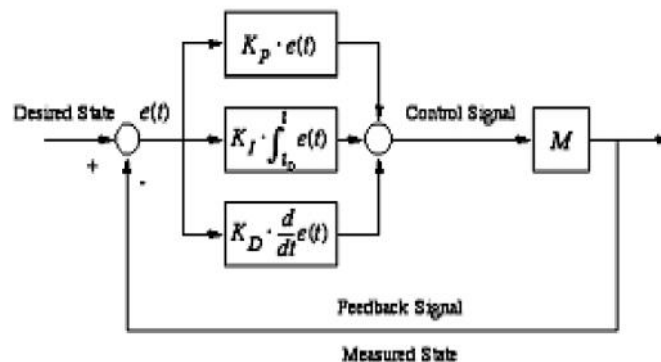 K_P · e(t)
Desired State
e(t)
+
-
K_I · ∫_{t_0}^{t} e(t)
Control Signal
M
K_D · d/dt e(t)
Feedback Signal
Measured State